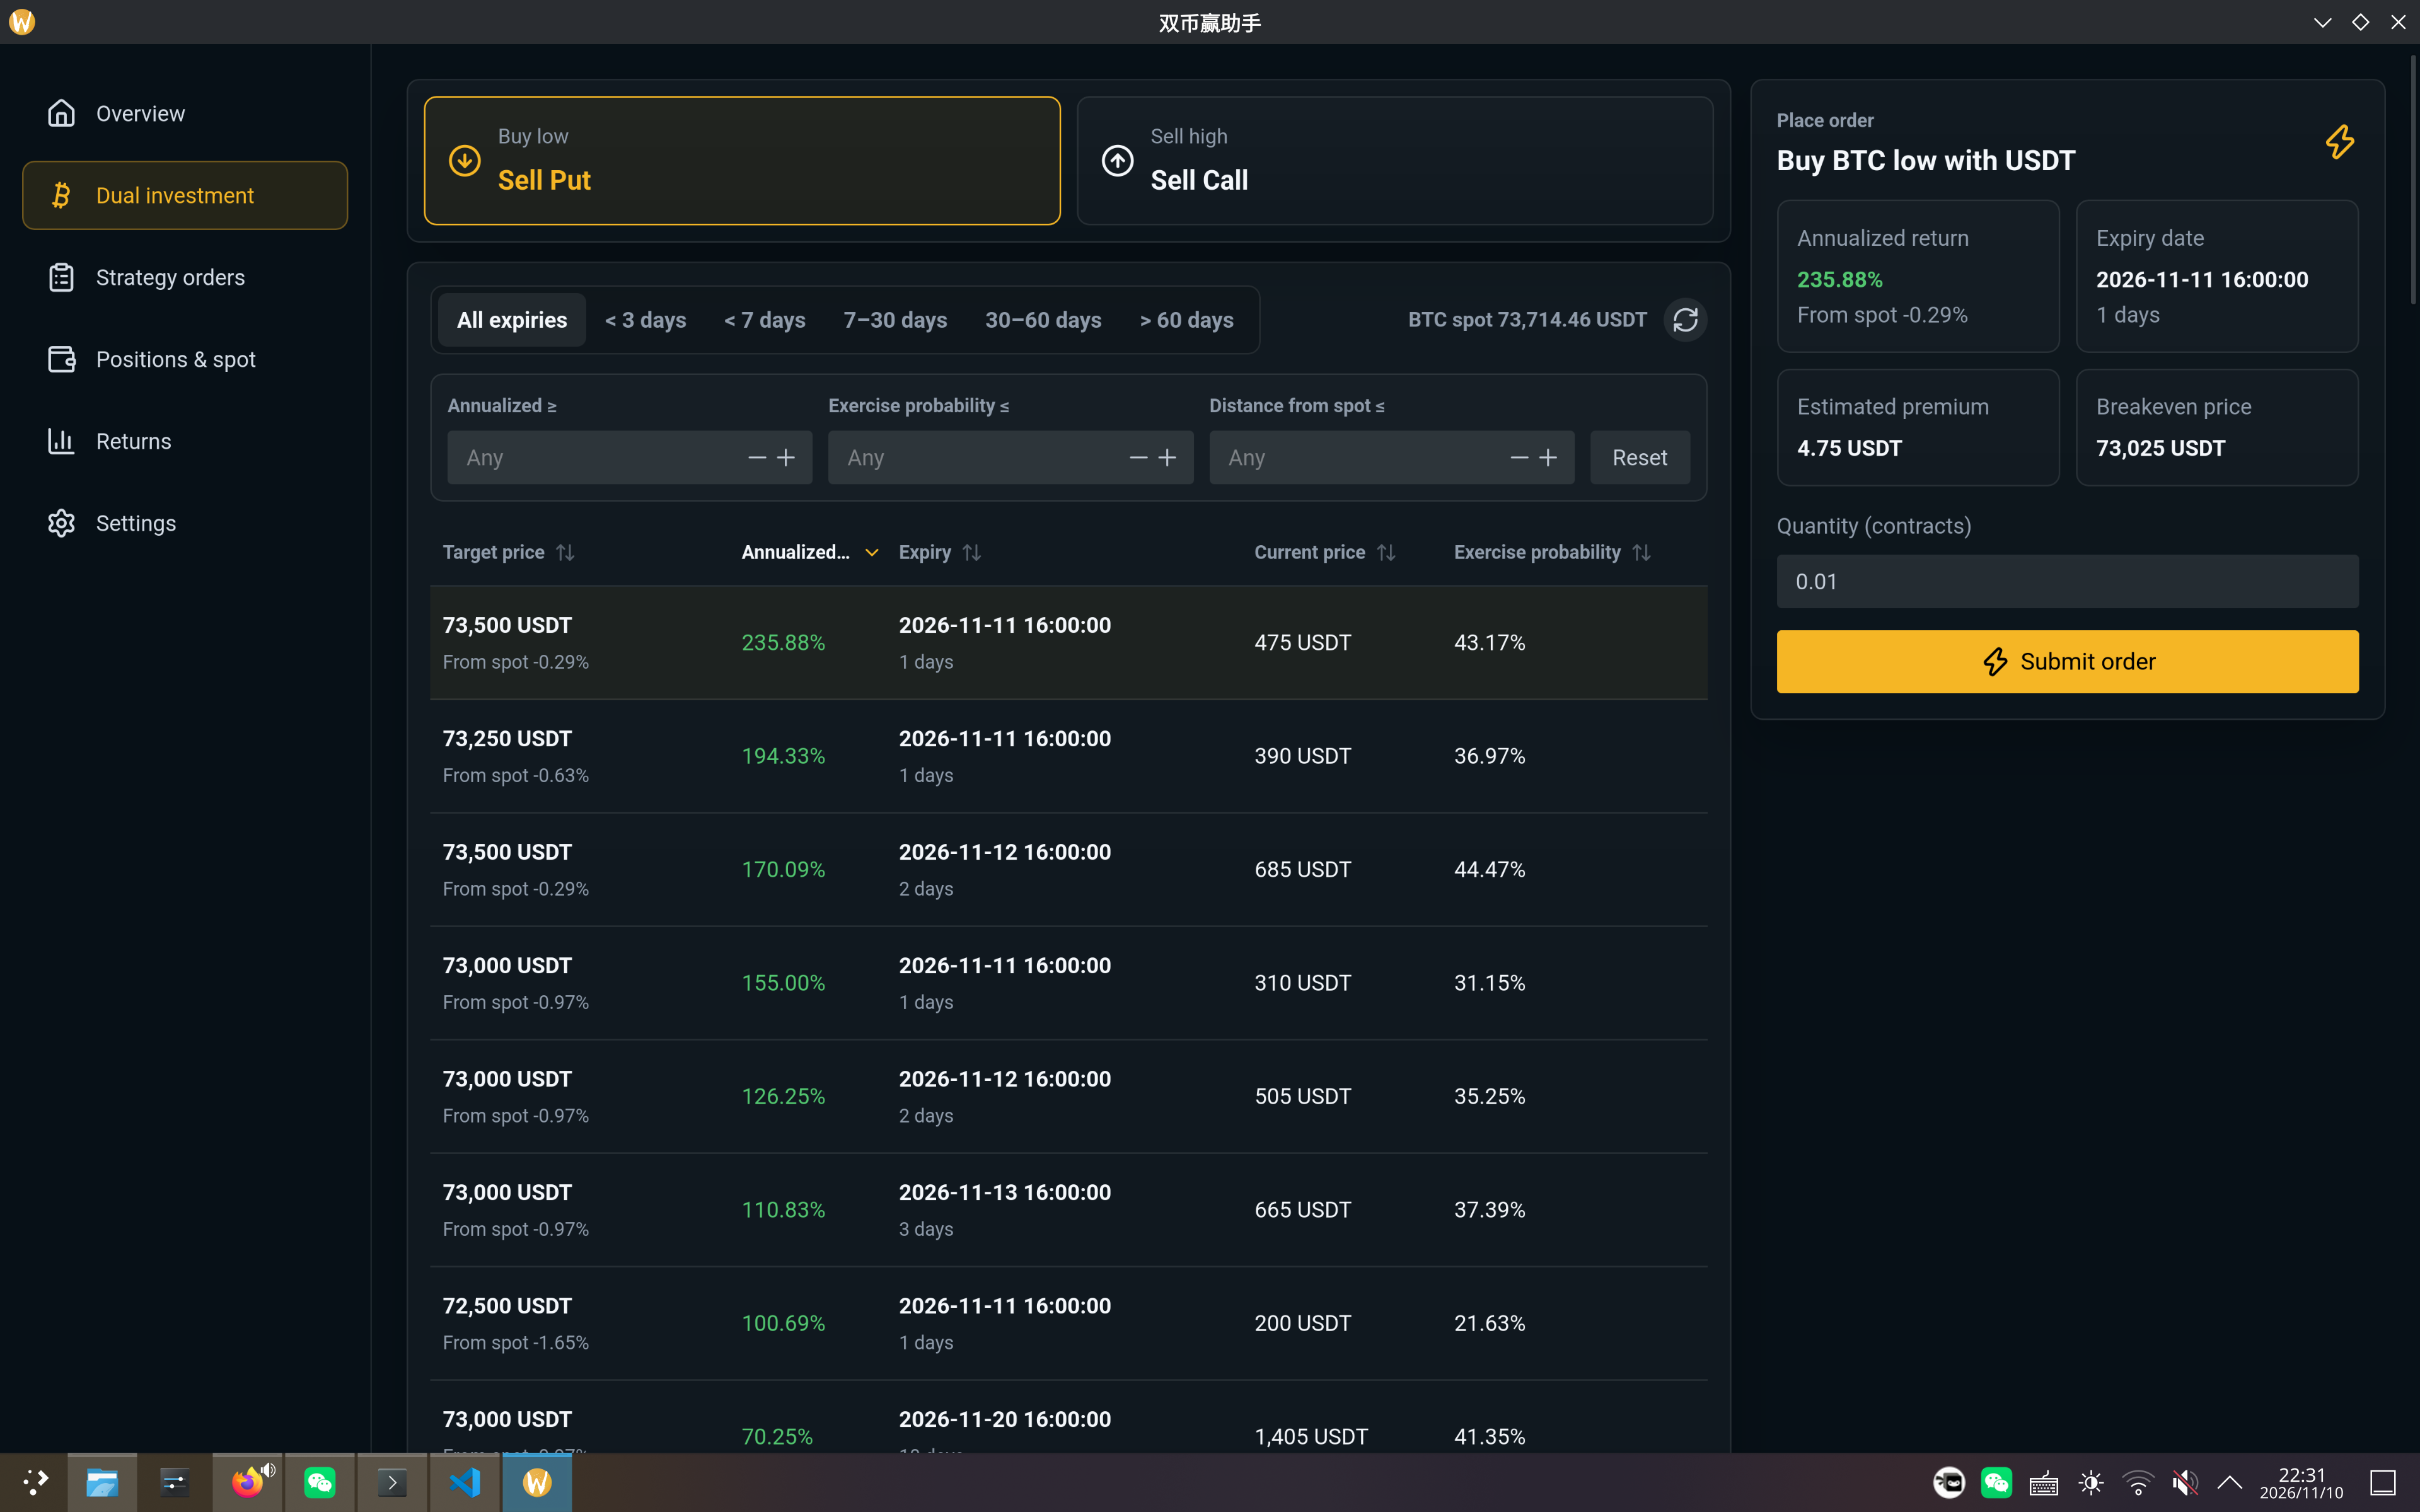 双币赢助手
Overview
Dual investment
Strategy orders
Positions & spot
Returns
Settings
Buy low
Sell Put
Sell high
Sell Call
All expiries
< 3 days
< 7 days
7–30 days
30–60 days
> 60 days
BTC spot 73,714.46 USDT
Annualized ≥
Exercise probability ≤
Distance from spot ≤
Any
Any
Any
Reset
Target price
Annualized...
Expiry
Current price
Exercise probability
73,500 USDT
From spot -0.29%
235.88%
2026-11-11 16:00:00
1 days
475 USDT
43.17%
73,250 USDT
From spot -0.63%
194.33%
2026-11-11 16:00:00
1 days
390 USDT
36.97%
73,500 USDT
From spot -0.29%
170.09%
2026-11-12 16:00:00
2 days
685 USDT
44.47%
73,000 USDT
From spot -0.97%
155.00%
2026-11-11 16:00:00
1 days
310 USDT
31.15%
73,000 USDT
From spot -0.97%
126.25%
2026-11-12 16:00:00
2 days
505 USDT
35.25%
73,000 USDT
From spot -0.97%
110.83%
2026-11-13 16:00:00
3 days
665 USDT
37.39%
72,500 USDT
From spot -1.65%
100.69%
2026-11-11 16:00:00
1 days
200 USDT
21.63%
73,000 USDT
70.25%
2026-11-20 16:00:00
1,405 USDT
41.35%
Place order
Buy BTC low with USDT
Annualized return
235.88%
From spot -0.29%
Expiry date
2026-11-11 16:00:00
1 days
Estimated premium
4.75 USDT
Breakeven price
73,025 USDT
Quantity (contracts)
0.01
Submit order
22:31
2026/11/10